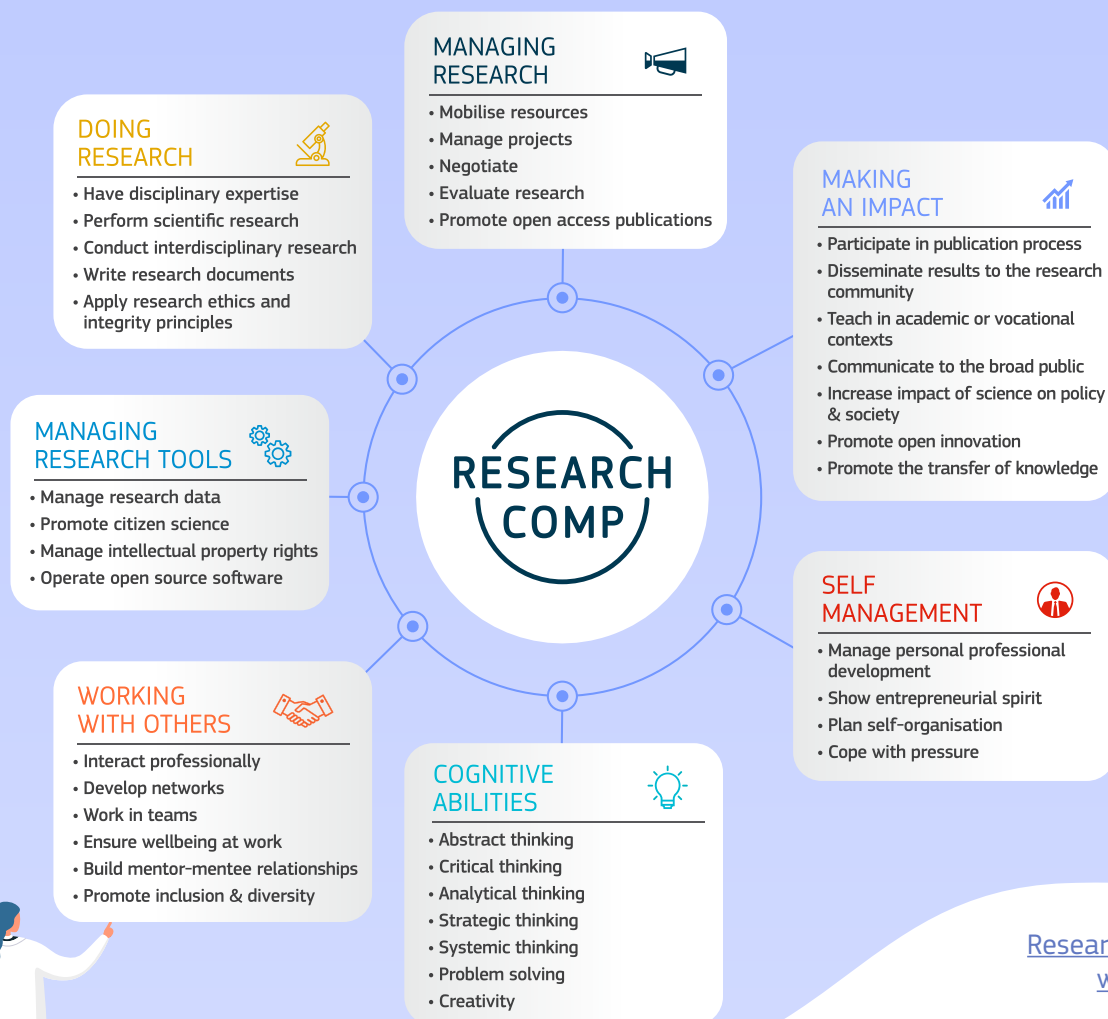 MANAGING
RESEARCH
• Mobilise resources
• Manage projects
• Negotiate
• Evaluate research
• Promote open access publications
DOING
RESEARCH
• Have disciplinary expertise
• Perform scientific research
• Conduct interdisciplinary research
• Write research documents
• Apply research ethics and
integrity principles
MAKING
AN IMPACT
• Participate in publication process
• Disseminate results to the research
community
• Teach in academic or vocational
contexts
• Communicate to the broad public
• Increase impact of science on policy
& society
• Promote open innovation
• Promote the transfer of knowledge
MANAGING
RESEARCH TOOLS
• Manage research data
• Promote citizen science
• Manage intellectual property rights
• Operate open source software
RESEARCH
COMP
SELF
MANAGEMENT
• Manage personal professional
development
• Show entrepreneurial spirit
• Plan self-organisation
• Cope with pressure
WORKING
WITH OTHERS
• Interact professionally
• Develop networks
• Work in teams
• Ensure wellbeing at work
• Build mentor-mentee relationships
• Promote inclusion & diversity
COGNITIVE
ABILITIES
• Abstract thinking
• Critical thinking
• Analytical thinking
• Strategic thinking
• Systemic thinking
• Problem solving
• Creativity